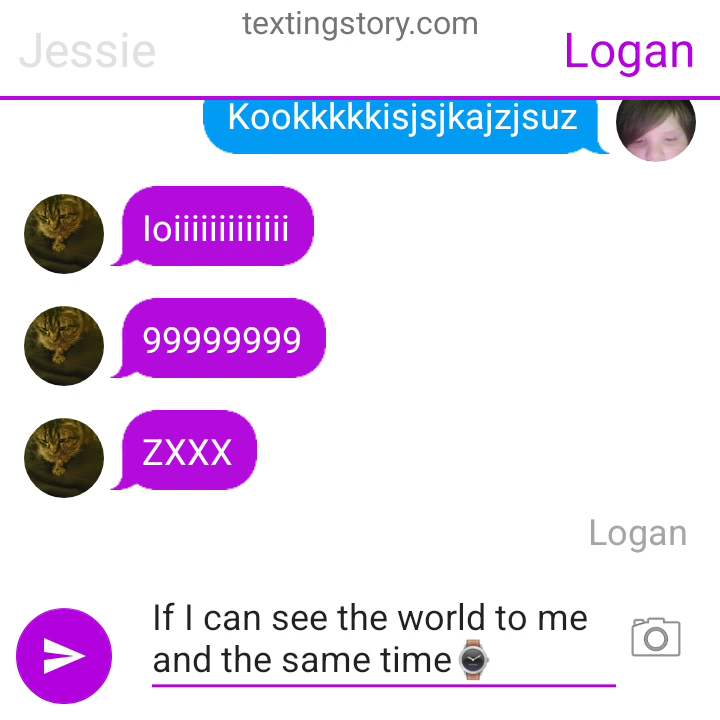 textingstory.com
Jessie
Logan
Kookkkkkisjsjkajzjsuz
loiiiiiiiiiiiii
99999999
ZXXX
Logan
If I can see the world to me
and the same time⌚